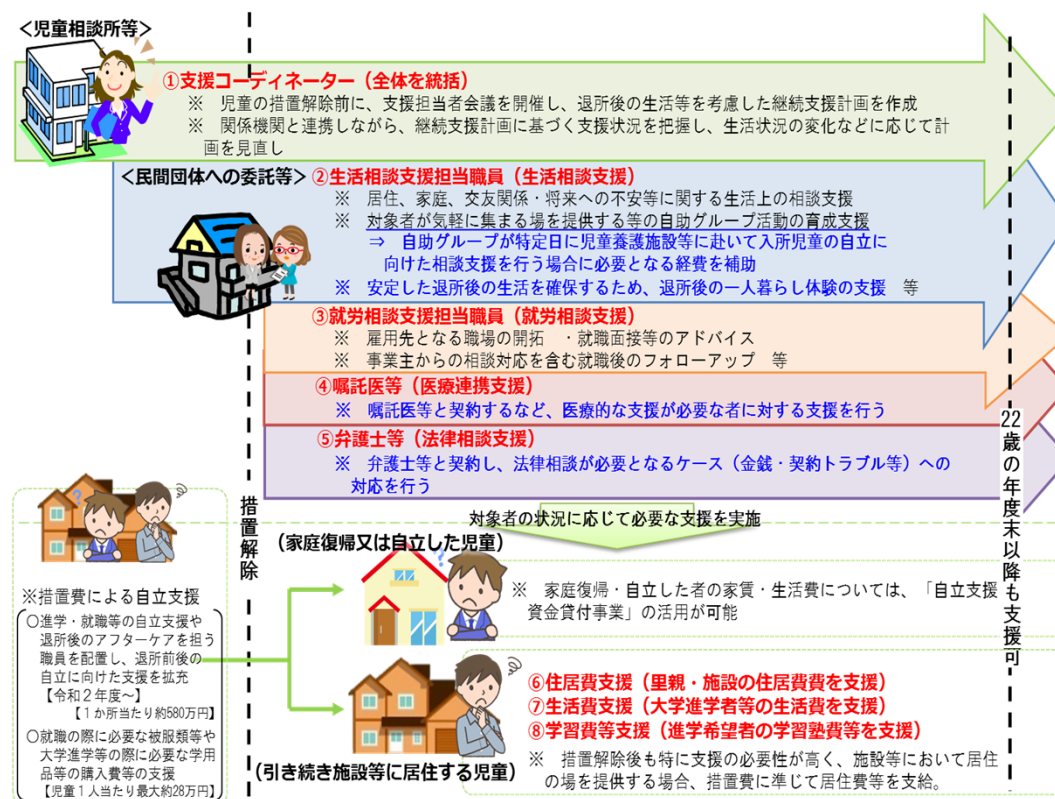 ＜児童相談所等＞
①支援コーディネーター（全体を統括）
※　児童の措置解除前に、支援担当者会議を開催し、退所後の生活等を考慮した継続支援計画を作成
※　関係機関と連携しながら、継続支援計画に基づく支援状況を把握し、生活状況の変化などに応じて計
画を見直し
＜民間団体への委託等＞
②生活相談支援担当職員（生活相談支援）
※　居住、家庭、交友関係・将来への不安等に関する生活上の相談支援
※　対象者が気軽に集まる場を提供する等の自助グループ活動の育成支援
⇒　自助グループが特定日に児童養護施設等に赴いて入所児童の自立に
向けた相談支援を行う場合に必要となる経費を補助
※　安定した退所後の生活を確保するため、退所後の一人暮らし体験の支援　等
③就労相談支援担当職員（就労相談支援）
※　雇用先となる職場の開拓　・就職面接等のアドバイス
※　事業主からの相談対応を含む就職後のフォローアップ　等
④嘱託医等（医療連携支援）
※　嘱託医等と契約するなど、医療的な支援が必要な者に対する支援を行う
⑤弁護士等（法律相談支援）
※　弁護士等と契約し、法律相談が必要となるケース（金銭・契約トラブル等）への
対応を行う
22歳の年度末以降も支援可
措置解除
対象者の状況に応じて必要な支援を実施
※措置費による自立支援
〇進学・就職等の自立支援や
退所後のアフターケアを担う
職員を配置し、退所前後の
自立に向けた支援を拡充
【令和２年度～】
【１か所当たり約580万円】
〇就職の際に必要な被服類等や
大学進学等の際に必要な学用
品等の購入費等の支援
【児童１人当たり最大約28万円】
（家庭復帰又は自立した児童）
※　家庭復帰・自立した者の家賃・生活費については、「自立支援
資金貸付事業」の活用が可能
⑥住居費支援（里親・施設の住居費費を支援）
⑦生活費支援（大学進学者等の生活費を支援）
⑧学習費等支援（進学希望者の学習塾費等を支援）
※　措置解除後も特に支援の必要性が高く、施設等において居住
の場を提供する場合、措置費に準じて居住費等を支給。
（引き続き施設等に居住する児童）